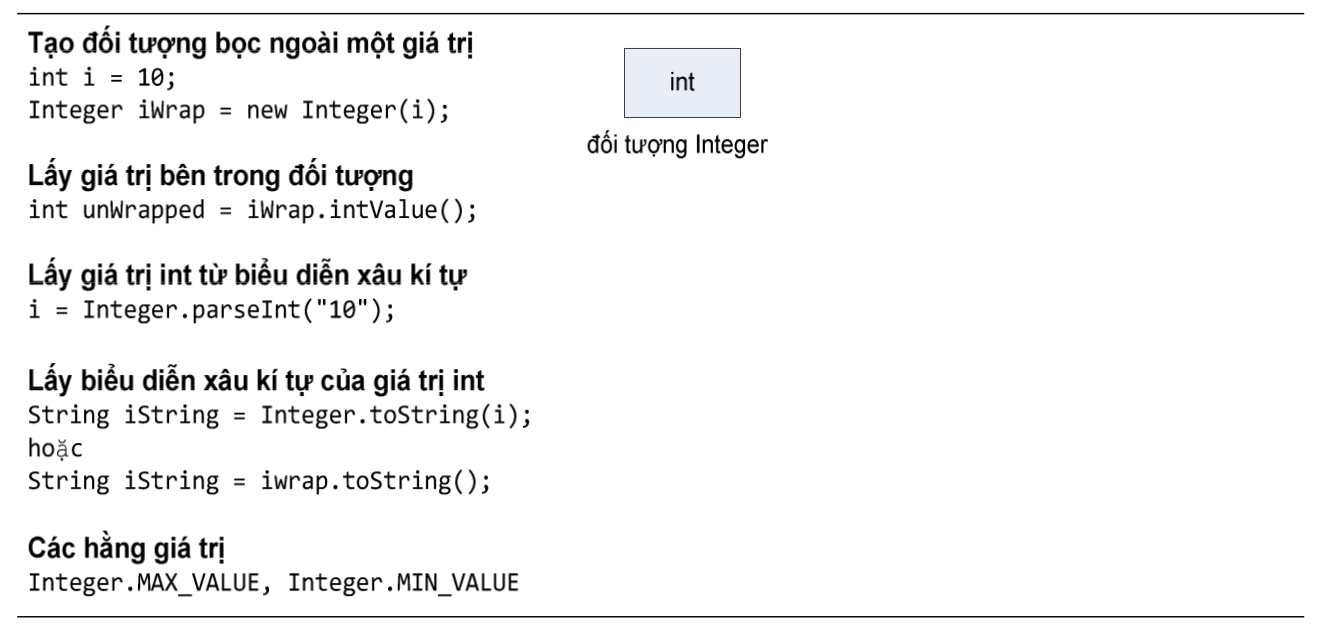 Tạo đối tượng bọc ngoài một giá trị
int i = 10;
Integer iWrap = new Integer(i);
int
đối tượng Integer
Lấy giá trị bên trong đối tượng
int unWrapped = iWrap.intValue();
Lấy giá trị int từ biểu diễn xâu kí tự
i = Integer.parseInt("10");
Lấy biểu diễn xâu kí tự của giá trị int
String iString = Integer.toString(i);
hoặc
String iString = iwrap.toString();
Các hằng giá trị
Integer.MAX_VALUE, Integer.MIN_VALUE